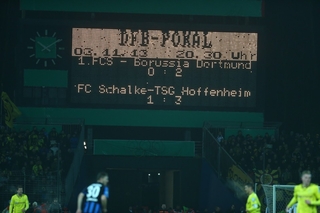 DFB-POKAL
03.11.13 20.30 Uhr
1.FCS - Borussia Dortmund
0 : 2
FC Schalke-TSG Hoffenheim
1 : 3